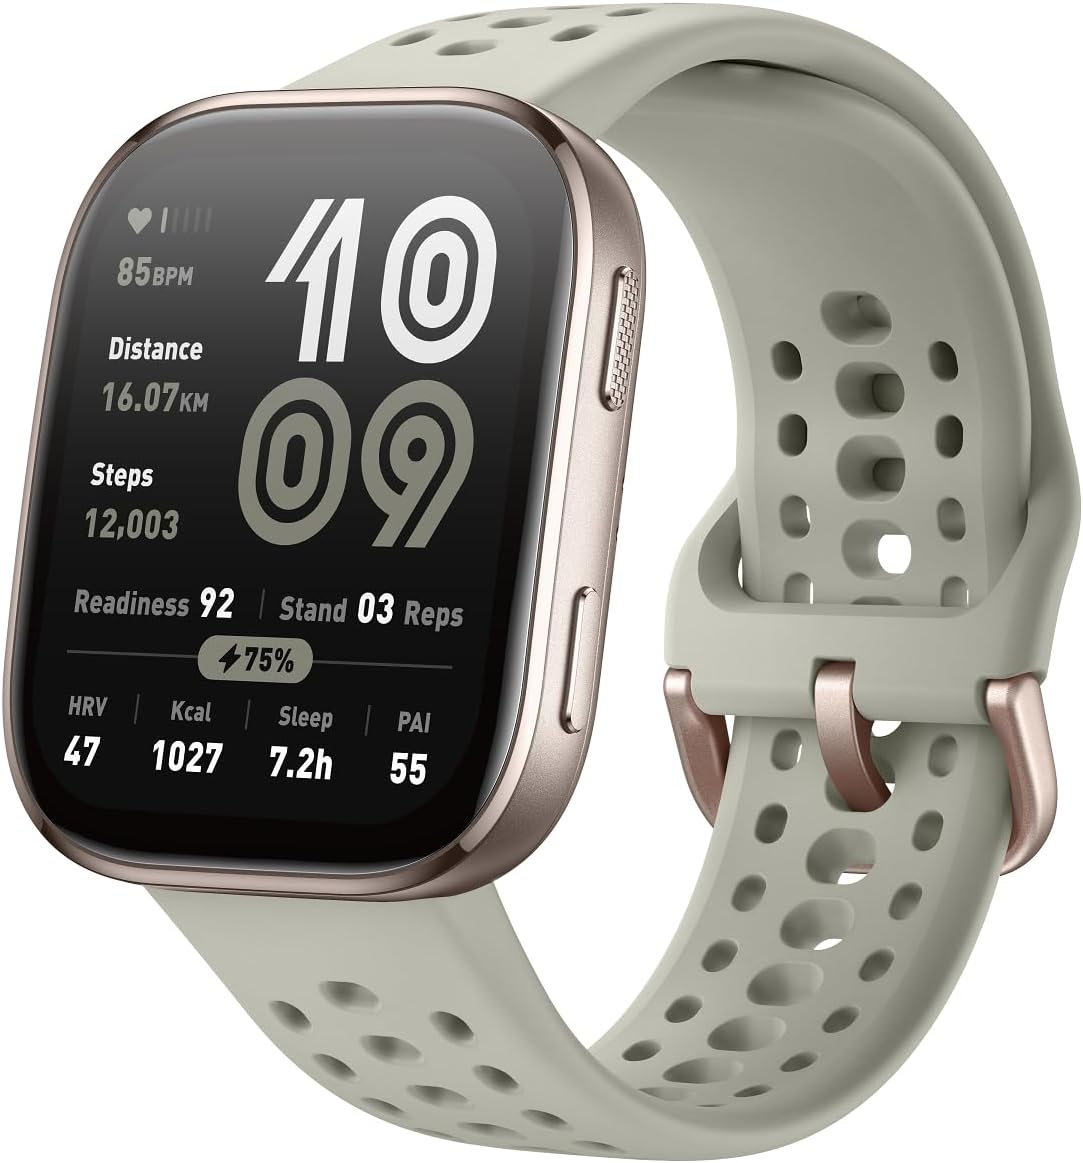 10
85BPM
09
Distance
16.07KM
Steps
12,003
Readiness 92 Stand 03 Reps
75%
HRV Kcal Sleep PAI
47 1027 7.2h 55